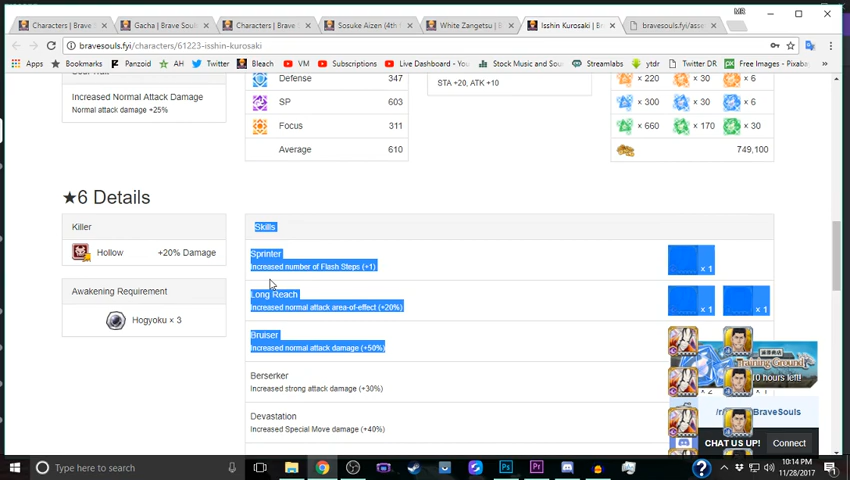 MR
Characters | Brave
Gacha | Brave Soul
Characters | Brave
Sosuke Aizen (4th
White Zangetsu | B
Isshin Kurosaki | B
bravesouls.fyi/asse
bravesouls.fyi/characters/61223-isshin-kurosaki
Apps
Bookmarks
Panzoid
AH
Twitter
Bleach
VM
Subscriptions
Live Dashboard - Yo
Stock Music and So
Streamlabs
ytdr
Twitter DR
Free Images - Pixab
»
Increased Normal Attack Damage
Normal attack damage +25%
Defense 347
SP 603
Focus 311
Average 610
STA +20, ATK +10
x 220 x 30 x 6
x 300 x 30 x 6
x 660 x 170 x 30
749,100
★6 Details
Killer
Hollow +20% Damage
Awakening Requirement
Hogyoku × 3
Skills
Sprinter
Increased number of Flash Steps (+1)
x 1
Long Reach
Increased normal attack area-of-effect (+20%)
x 1 x 1
Bruiser
Increased normal attack damage (+50%)
Berserker
Increased strong attack damage (+30%)
x 2
Devastation
Increased Special Move damage (+40%)
Training Ground
10 hours left!
BraveSouls
CHAT US UP! Connect
Type here to search
10:14 PM
11/28/2017